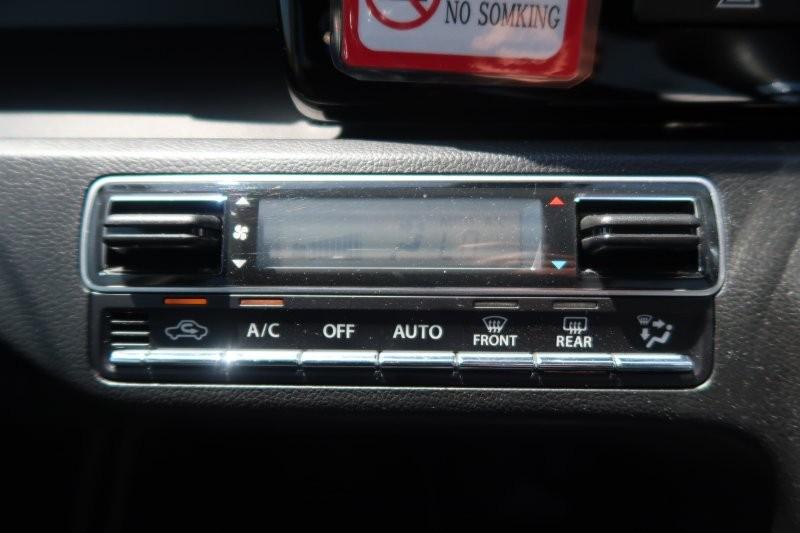 NO SOMKING
A/C OFF AUTO FRONT REAR